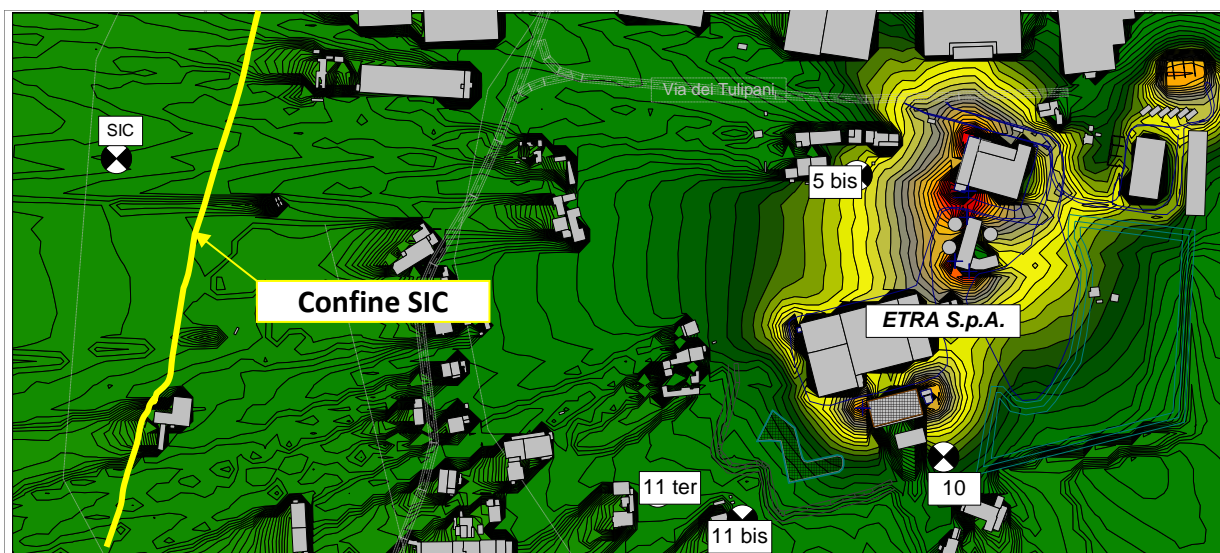 Via dei Tulipani
SIC
5 bis
Confine SIC
ETRA S.p.A.
11 ter
10
11 bis